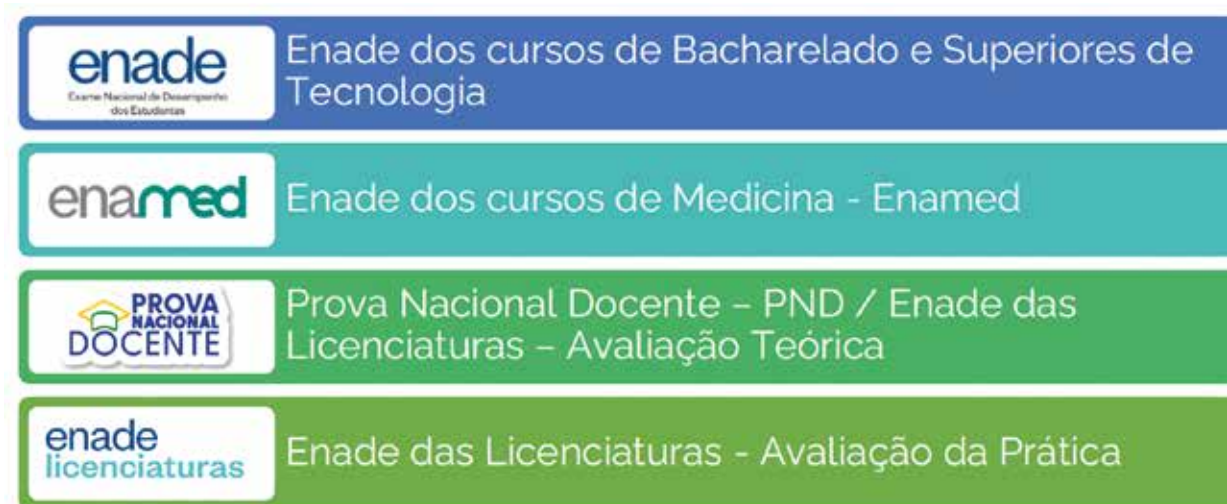 enade
Exame Nacional de Desempenho
dos Estudantes
Enade dos cursos de Bacharelado e Superiores de
Tecnologia
enamed
Enade dos cursos de Medicina - Enamed
PROVA
NACIONAL
DOCENTE
Prova Nacional Docente – PND / Enade das
Licenciaturas – Avaliação Teórica
enade
licenciaturas
Enade das Licenciaturas - Avaliação da Prática